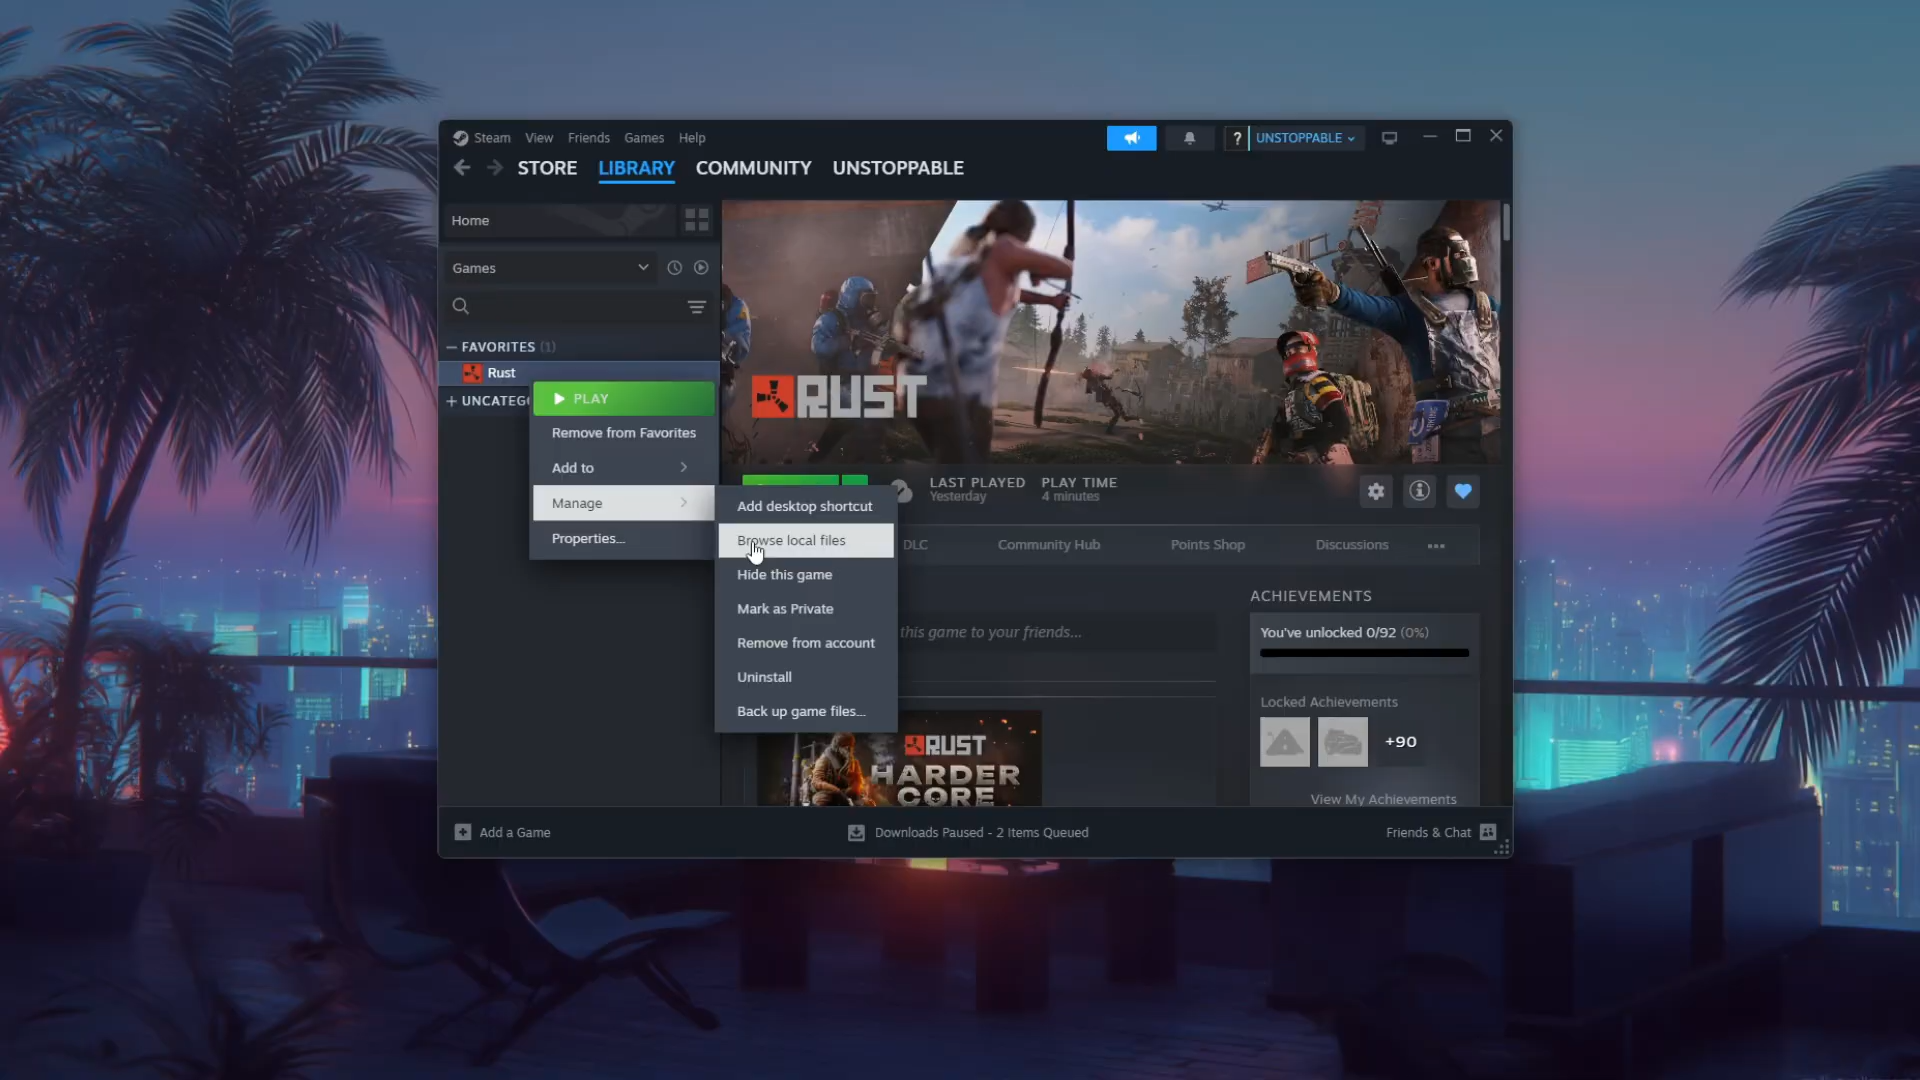 Steam View Friends Games Help
? UNSTOPPABLE
STORE LIBRARY COMMUNITY UNSTOPPABLE
Home
Games
FAVORITES (1)
Rust
UNCATEG
PLAY
Remove from Favorites
Add to
Manage
Properties...
Add desktop shortcut
Browse local files
Hide this game
Mark as Private
Remove from account
Uninstall
Back up game files...
RUST
LAST PLAYED
Yesterday
PLAY TIME
4 minutes
DLC Community Hub Points Shop Discussions
this game to your friends...
ACHIEVEMENTS
You've unlocked 0/92 (0%)
Locked Achievements
+90
View My Achievements
RUST
HARDER
CORE
Add a Game
Downloads Paused - 2 Items Queued
Friends & Chat